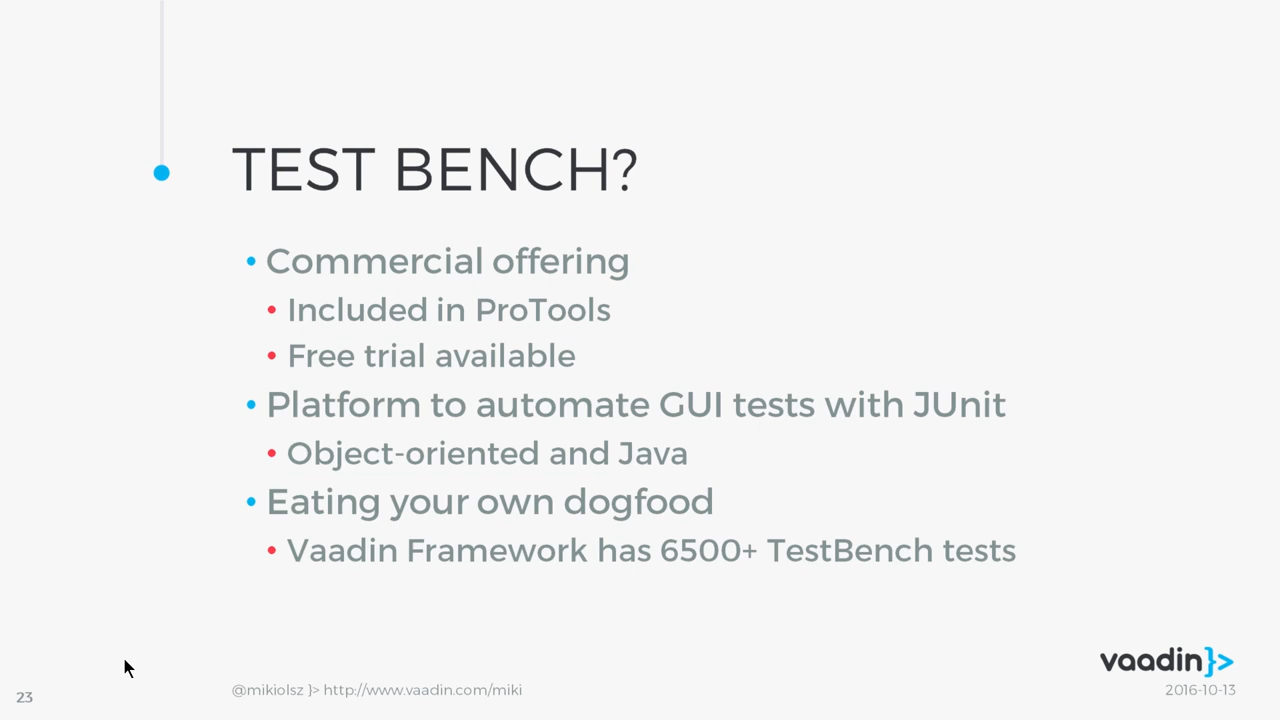 TEST BENCH?
• Commercial offering
• Included in ProTools
• Free trial available
• Platform to automate GUI tests with JUnit
• Object-oriented and Java
• Eating your own dogfood
• Vaadin Framework has 6500+ TestBench tests
vaadin}>
23
@mikiolsz }> http://www.vaadin.com/miki
2016-10-13